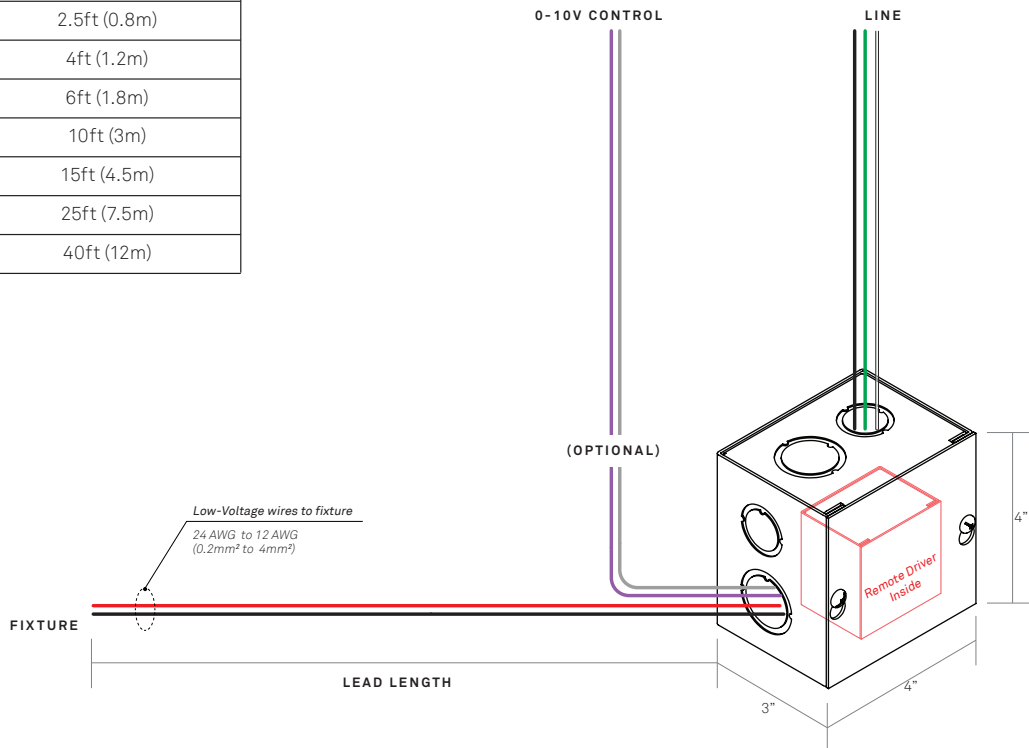 2.5ft (0.8m)
4ft (1.2m)
6ft (1.8m)
10ft (3m)
15ft (4.5m)
25ft (7.5m)
40ft (12m)
0-10V CONTROL
LINE
(OPTIONAL)
Low-Voltage wires to fixture
24 AWG to 12 AWG
(0.2mm² to 4mm²)
Remote Driver
Inside
4”
FIXTURE
LEAD LENGTH
3”
4”